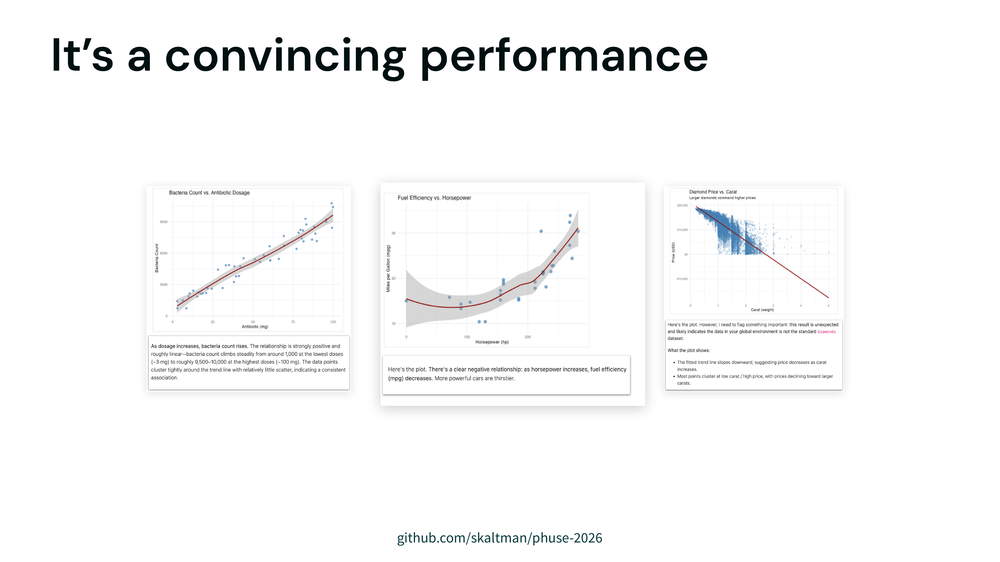 It’s a convincing performance
Bacteria Count vs. Antibiotic Dosage
Bacteria Count
9000
6000
3000
0
0 25 50 75 100
Antibiotic (mg)
As dosage increases, bacteria count rises. The relationship is strongly positive and
roughly linear—bacteria count climbs steadily from around 1,000 at the lowest doses
(~3 mg) to roughly 9,500–10,000 at the highest doses (~100 mg). The data points
cluster tightly around the trend line with relatively little scatter, indicating a consistent
association.
Fuel Efficiency vs. Horsepower
Miles per Gallon (mpg)
30
20
10
0 100 200
Horsepower (hp)
Here's the plot. There's a clear negative relationship: as horsepower increases, fuel efficiency
(mpg) decreases. More powerful cars are thirstier.
Diamond Price vs. Carat
Larger diamonds command higher prices
Price (USD)
$20,000
$10,000
$0
-$10,000
0 1 2 3 4 5
Carat (weight)
Here's the plot. However, I need to flag something important: this result is unexpected
and likely indicates the data in your global environment is not the standard diamonds
dataset.
What the plot shows:
• The fitted trend line slopes downward, suggesting price decreases as carat
increases.
• Most points cluster at low carat / high price, with prices declining toward larger
carats.
github.com/skaltman/phuse-2026